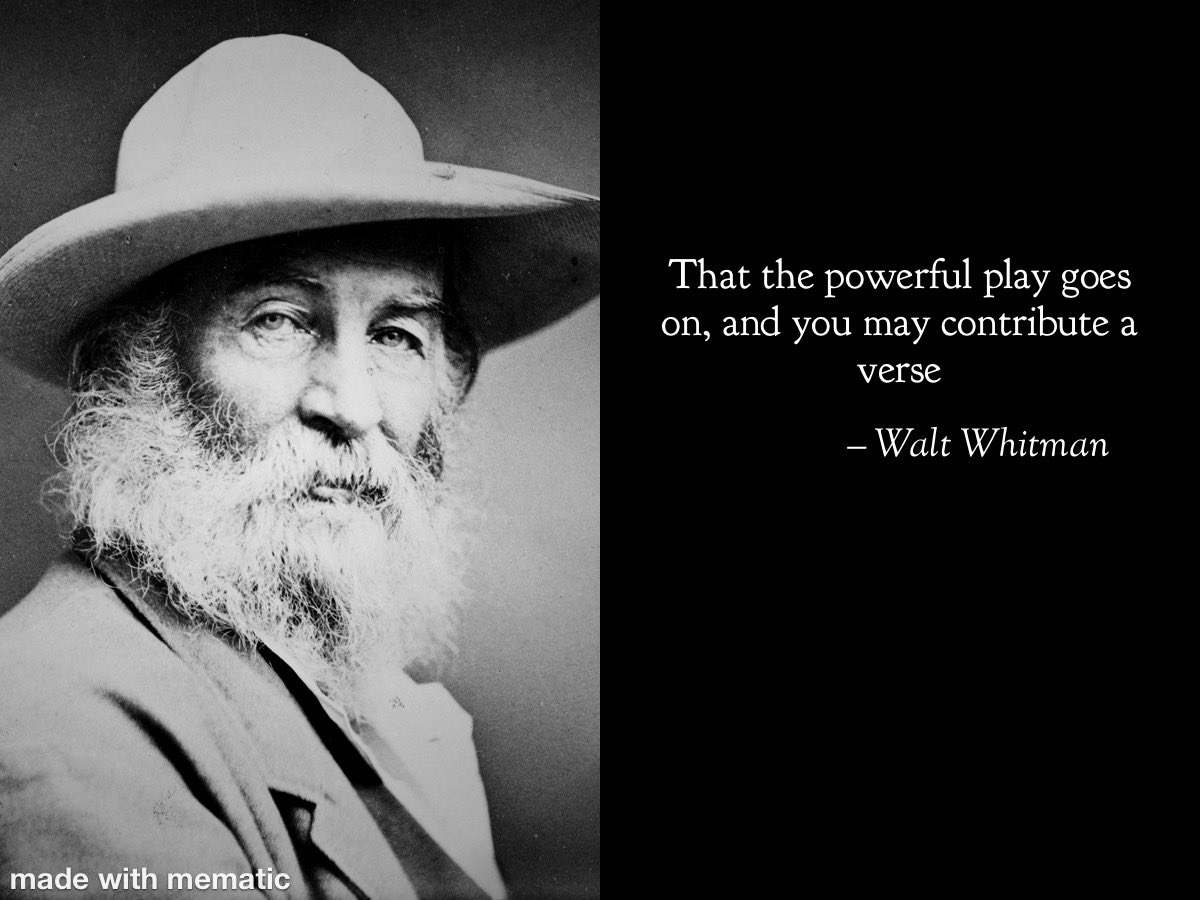 That the powerful play goes
on, and you may contribute a
verse
– Walt Whitman
made with mematic